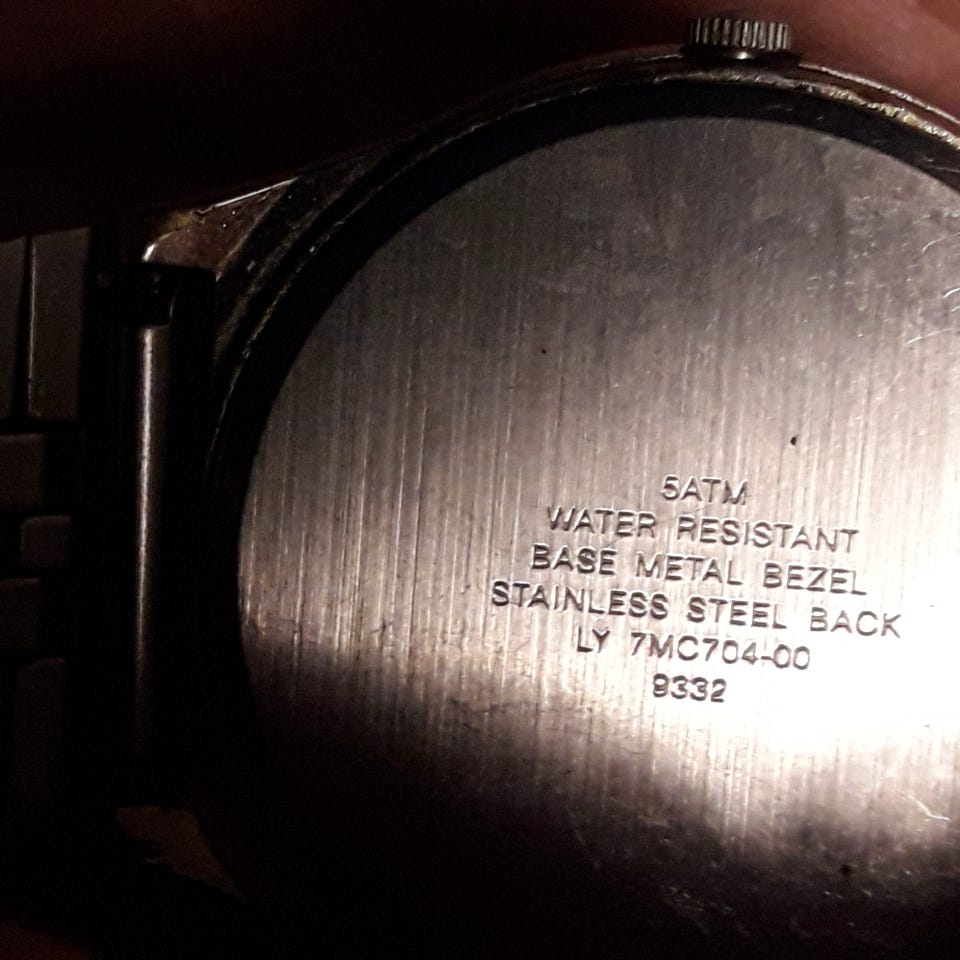 5ATM
WATER RESISTANT
BASE METAL BEZEL
STAINLESS STEEL BACK
LY 7MC704-00
9332